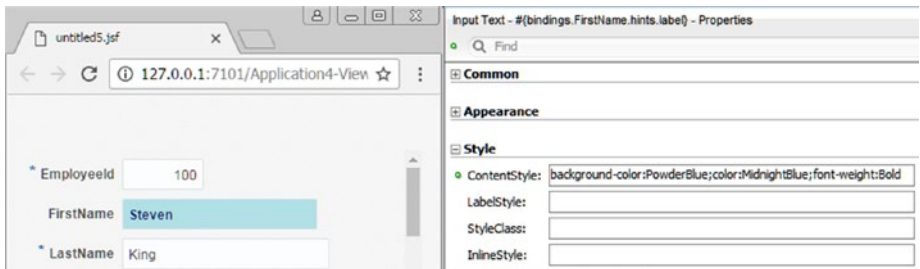 untitled5.jsf
127.0.0.1:7101/Application4-View
* EmployeeId 100
FirstName Steven
* LastName King
Input Text - #{bindings.FirstName.hints.label} - Properties
Find
Common
Appearance
Style
ContentStyle: background-color:PowderBlue;color:MidnightBlue;font-weight:Bold
LabelStyle:
StyleClass:
InlineStyle: